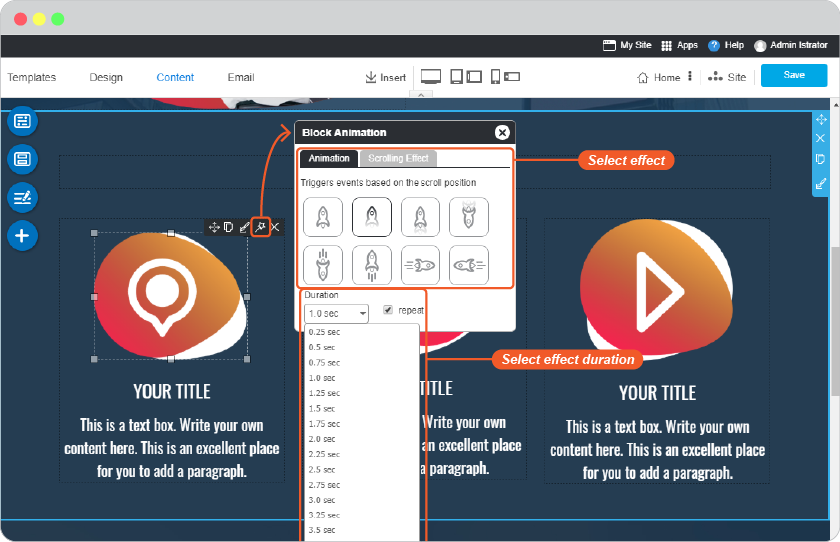 My Site Apps Help Admin Istrator
Templates Design Content Email Insert Home Site Save
Block Animation
Animation Scrolling Effect
Select effect
Triggers events based on the scroll position
Duration
1.0 sec repeat
0.25 sec
0.5 sec
0.75 sec
1.0 sec
1.25 sec
1.5 sec
1.75 sec
2.0 sec
2.25 sec
2.5 sec
2.75 sec
3.0 sec
3.25 sec
3.5 sec
Select effect duration
YOUR TITLE
This is a text box. Write your own
content here. This is an excellent place
for you to add a paragraph.
TITLE
Write your own
an excellent place
a paragraph.
YOUR TITLE
This is a text box. Write your own
content here. This is an excellent place
for you to add a paragraph.